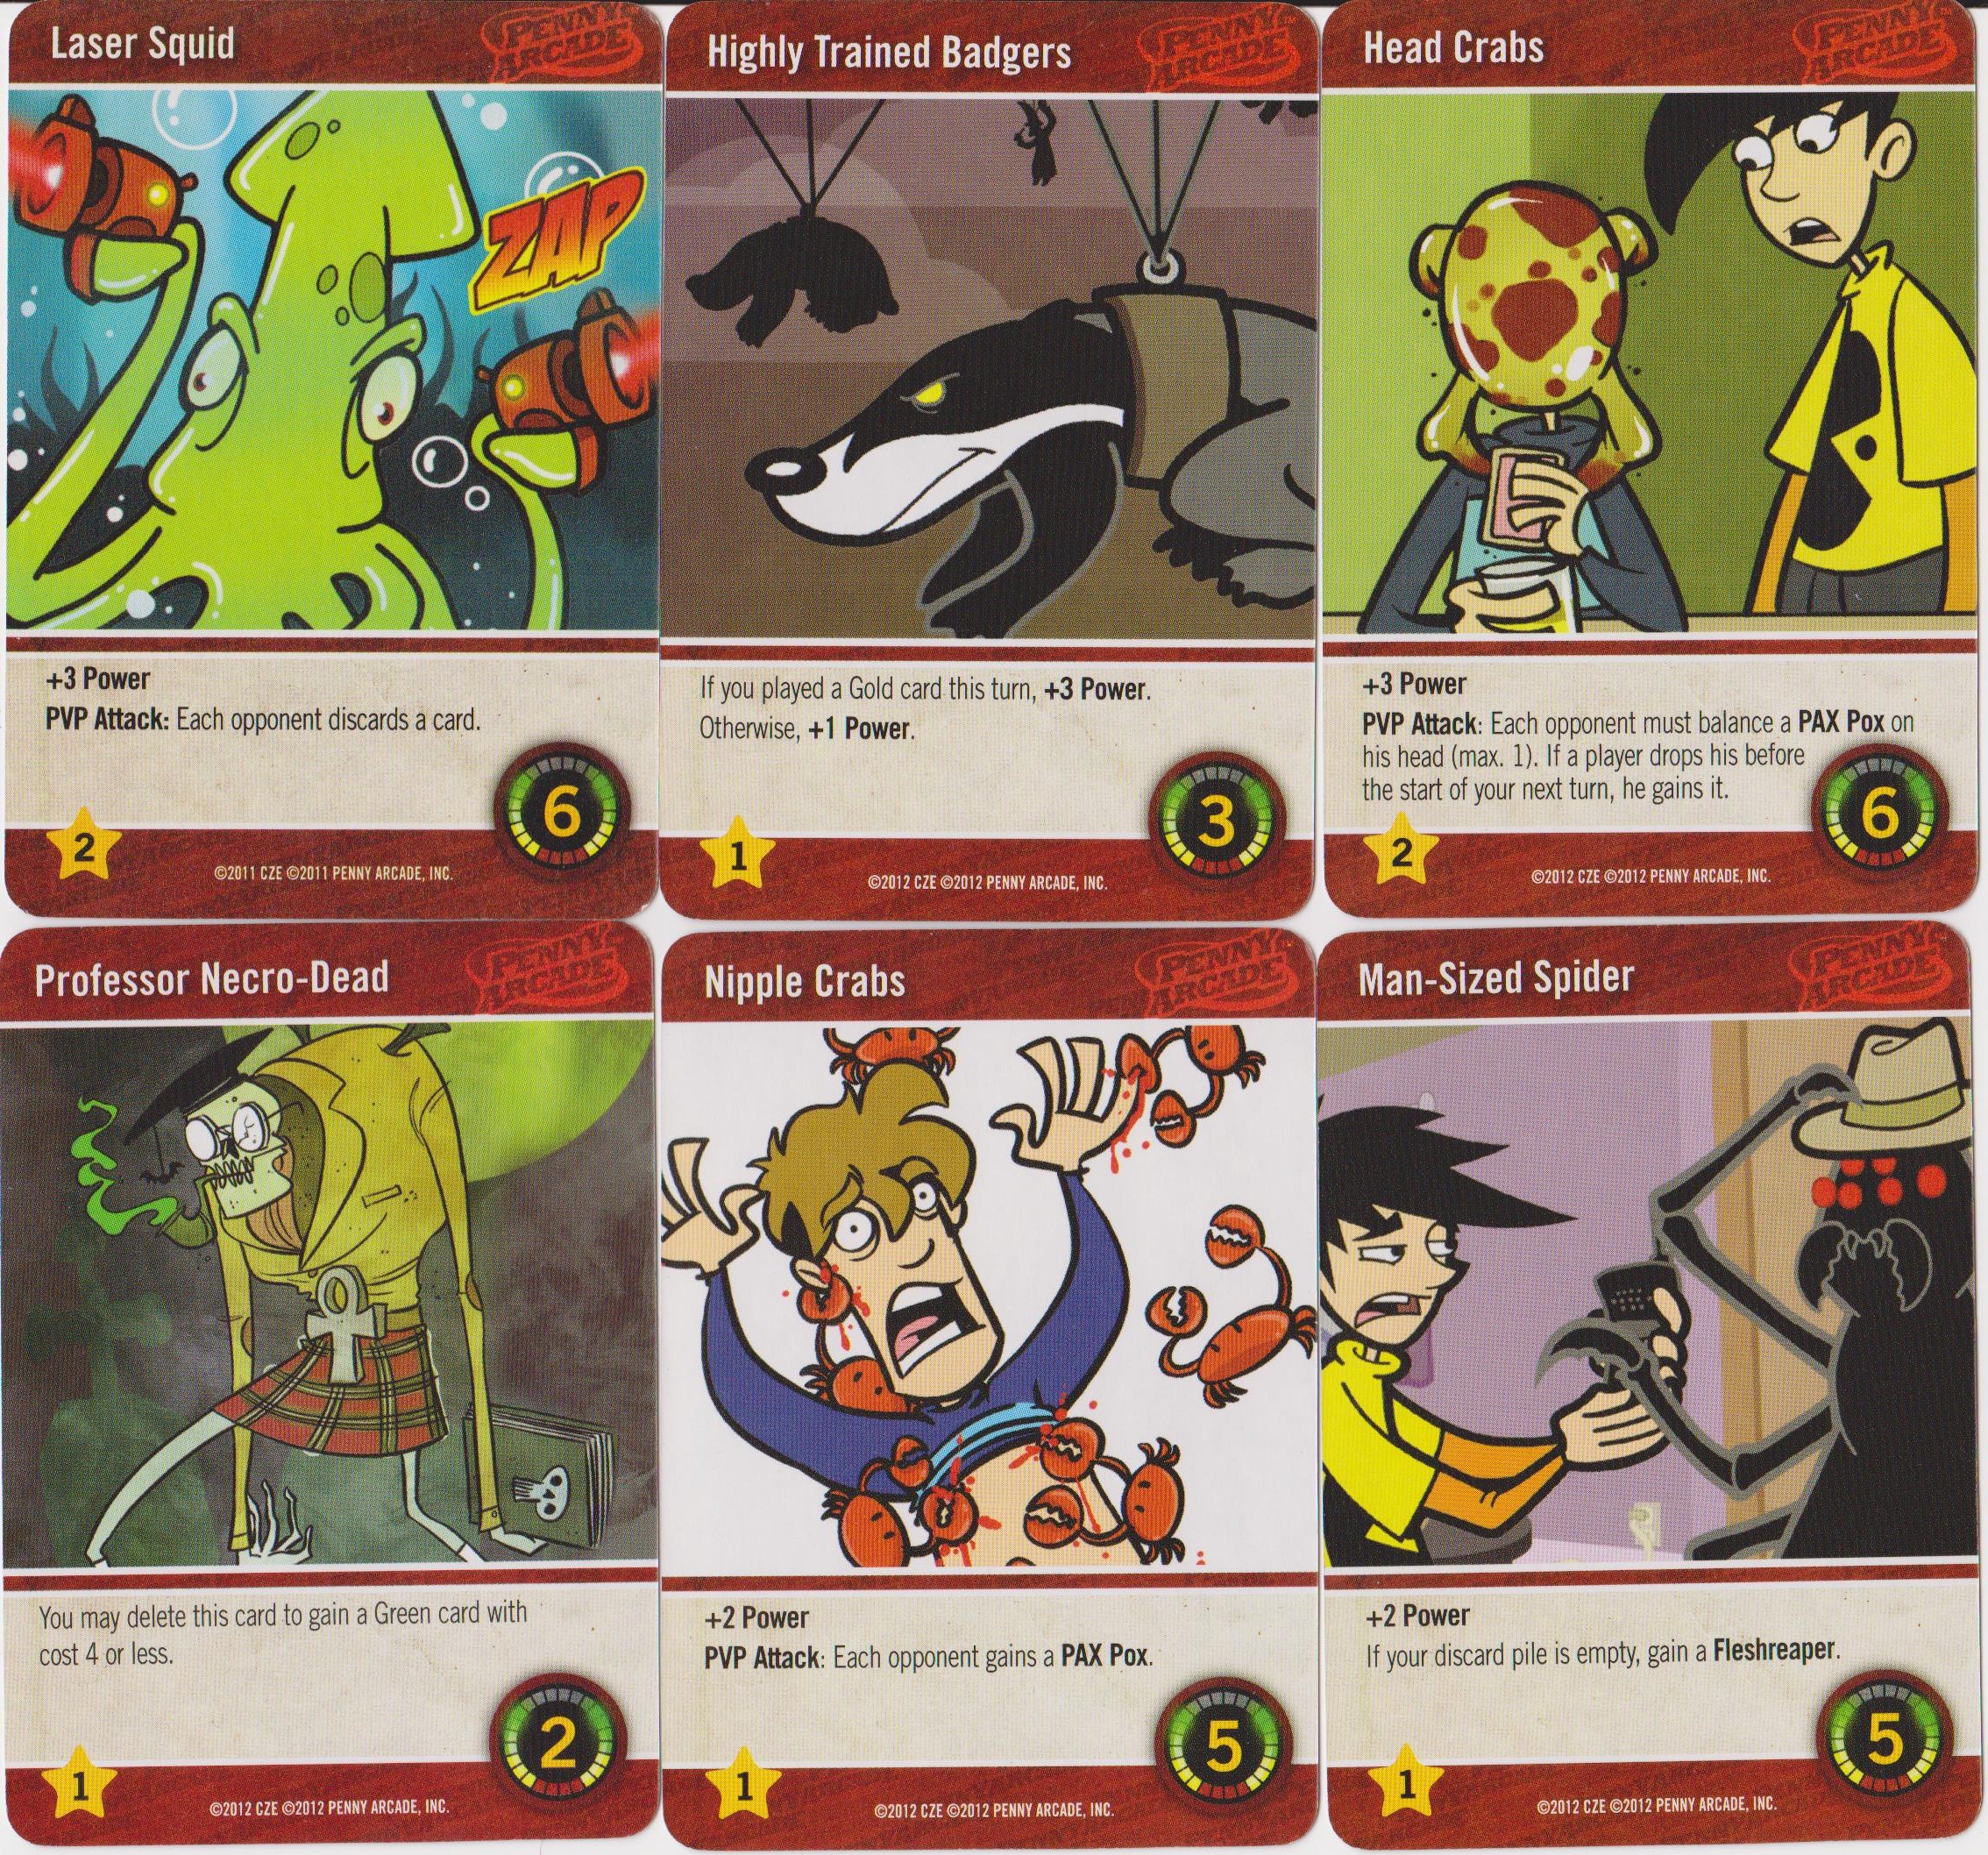 Laser Squid
PENNY ARCADE
ZAP
+3 Power
PVP Attack: Each opponent discards a card.
6
2
©2011 CZE ©2011 PENNY ARCADE, INC.
Highly Trained Badgers
PENNY ARCADE
If you played a Gold card this turn, +3 Power.
Otherwise, +1 Power.
3
1
©2012 CZE ©2012 PENNY ARCADE, INC.
Head Crabs
PENNY ARCADE
+3 Power
PVP Attack: Each opponent must balance a PAX Pox on
his head (max. 1). If a player drops his before
the start of your next turn, he gains it.
6
2
©2012 CZE ©2012 PENNY ARCADE, INC.
Professor Necro-Dead
PENNY ARCADE
You may delete this card to gain a Green card with
cost 4 or less.
2
1
©2012 CZE ©2012 PENNY ARCADE, INC.
Nipple Crabs
PENNY ARCADE
+2 Power
PVP Attack: Each opponent gains a PAX Pox.
5
1
©2012 CZE ©2012 PENNY ARCADE, INC.
Man-Sized Spider
PENNY ARCADE
+2 Power
If your discard pile is empty, gain a Fleshreaper.
5
1
©2012 CZE ©2012 PENNY ARCADE, INC.